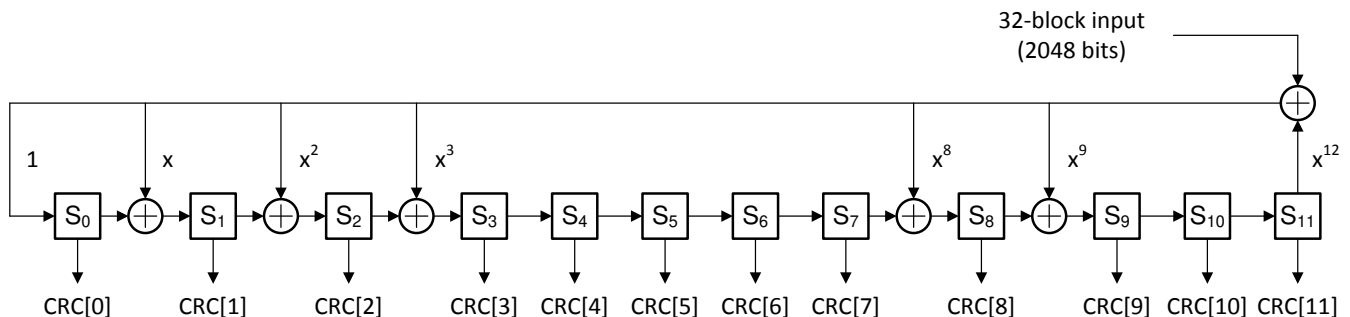 32-block input
(2048 bits)
1 x x² x³ x⁸ x⁹ x¹²
S₀ S₁ S₂ S₃ S₄ S₅ S₆ S₇ S₈ S₉ S₁₀ S₁₁
CRC[0] CRC[1] CRC[2] CRC[3] CRC[4] CRC[5] CRC[6] CRC[7] CRC[8] CRC[9] CRC[10] CRC[11]